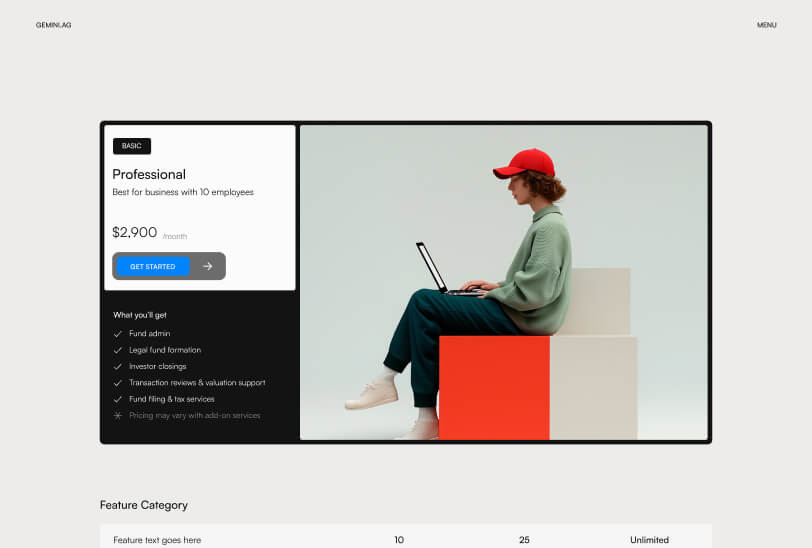 GEMINI.AG
MENU
BASIC
Professional
Best for business with 10 employees
$2,900 /month
GET STARTED
What you'll get
Fund admin
Legal fund formation
Investor closings
Transaction reviews & valuation support
Fund filing & tax services
Pricing may vary with add-on services
Feature Category
Feature text goes here 10 25 Unlimited